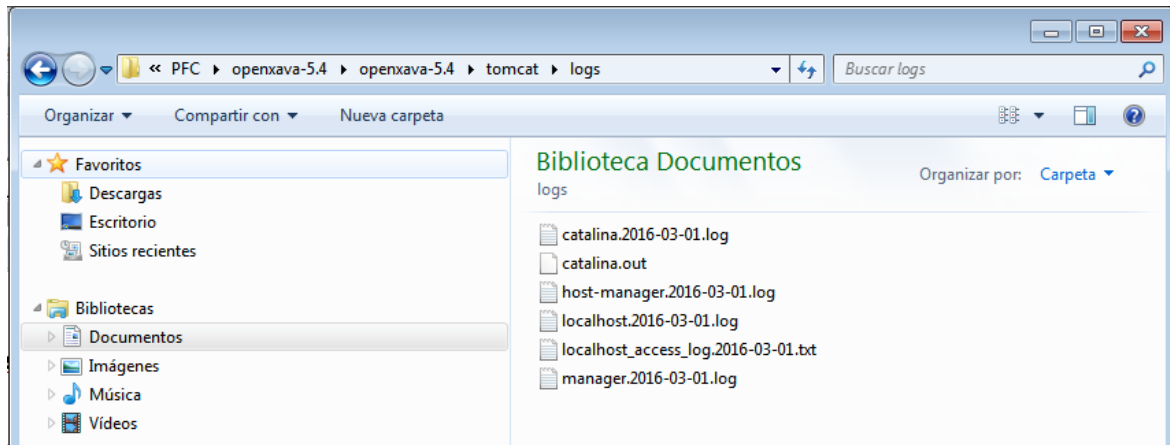 « PFC ▸ openxava-5.4 ▸ openxava-5.4 ▸ tomcat ▸ logs
Buscar logs
Organizar
Compartir con
Nueva carpeta
Favoritos
Descargas
Escritorio
Sitios recientes
Bibliotecas
Documentos
Imágenes
Música
Vídeos
Biblioteca Documentos
logs
Organizar por: Carpeta
catalina.2016-03-01.log
catalina.out
host-manager.2016-03-01.log
localhost.2016-03-01.log
localhost_access_log.2016-03-01.txt
manager.2016-03-01.log